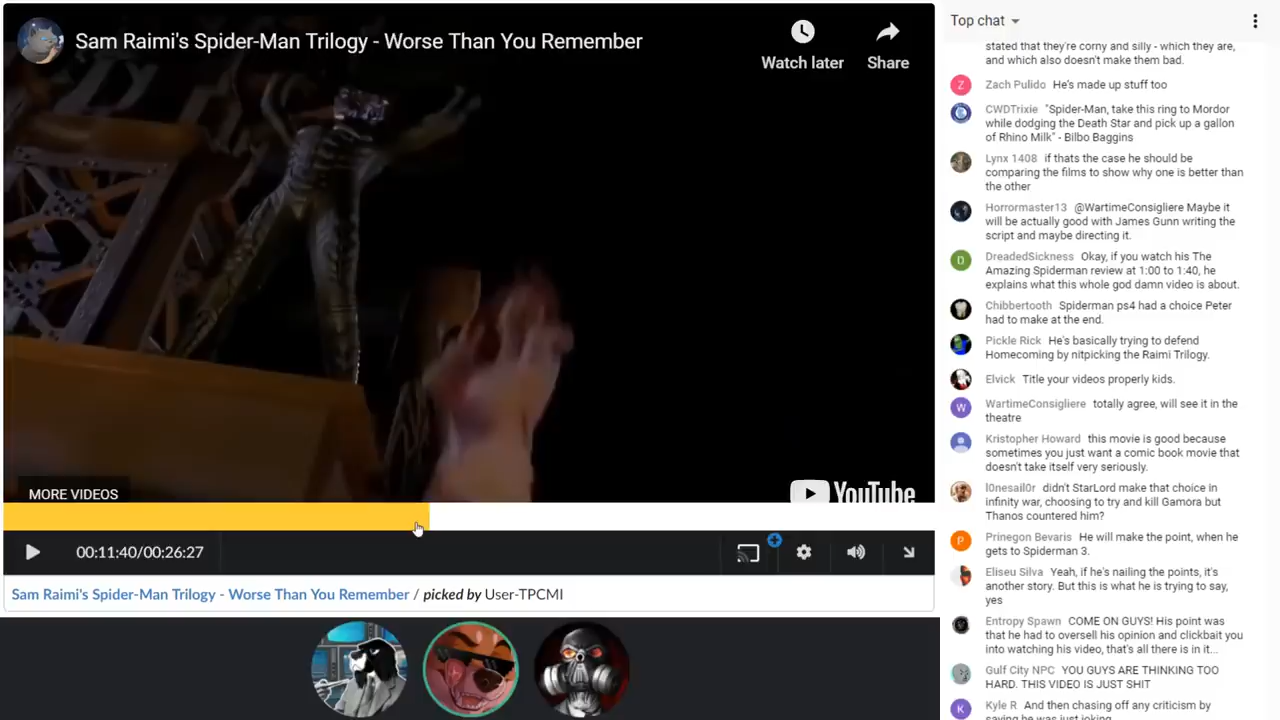 Sam Raimi's Spider-Man Trilogy - Worse Than You Remember
Watch later
Share
MORE VIDEOS
YouTube
00:11:40/00:26:27
Sam Raimi's Spider-Man Trilogy - Worse Than You Remember / picked by User-TPCMI
Top chat
stated that they're corny and silly - which they are,
and which also doesn't make them bad.
Z
Zach Pulido He's made up stuff too
CWDTrixie "Spider-Man, take this ring to Mordor
while dodging the Death Star and pick up a gallon
of Rhino Milk" - Bilbo Baggins
Lynx 1408 if thats the case he should be
comparing the films to show why one is better than
the other
Horrormaster13 @WartimeConsigliere Maybe it
will be actually good with James Gunn writing the
script and maybe directing it.
D
DreadedSickness Okay, if you watch his The
Amazing Spiderman review at 1:00 to 1:40, he
explains what this whole god damn video is about.
Chibbertooth Spiderman ps4 had a choice Peter
had to make at the end.
Pickle Rick He's basically trying to defend
Homecoming by nitpicking the Raimi Trilogy.
Elvick Title your videos properly kids.
W
WartimeConsigliere totally agree, will see it in the
theatre
Kristopher Howard this movie is good because
sometimes you just want a comic book movie that
doesn't take itself very seriously.
l0nesail0r didn't StarLord make that choice in
infinity war, choosing to try and kill Gamora but
Thanos countered him?
P
Prinegon Bevaris He will make the point, when he
gets to Spiderman 3.
Eliseu Silva Yeah, if he's nailing the points, it's
another story. But this is what he is trying to say,
yes
Entropy Spawn COME ON GUYS! His point was
that he had to oversell his opinion and clickbait you
into watching his video, that's all there is in it...
Gulf City NPC YOU GUYS ARE THINKING TOO
HARD. THIS VIDEO IS JUST SHIT
K
Kyle R And then chasing off any criticism by
saying he was just joking